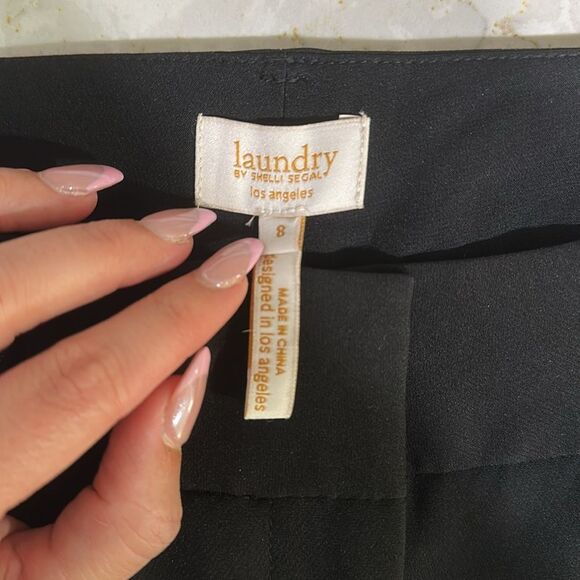 laundry
BY SHELLI SEGAL
los angeles
8
designed in los angeles
MADE IN CHINA